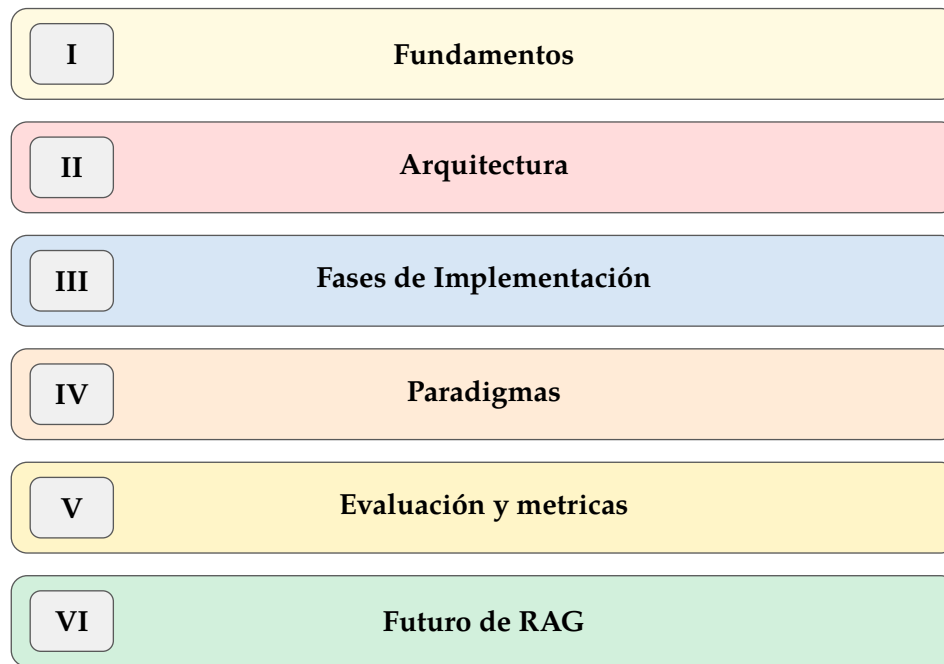 I
Fundamentos
II
Arquitectura
III
Fases de Implementación
IV
Paradigmas
V
Evaluación y metricas
VI
Futuro de RAG